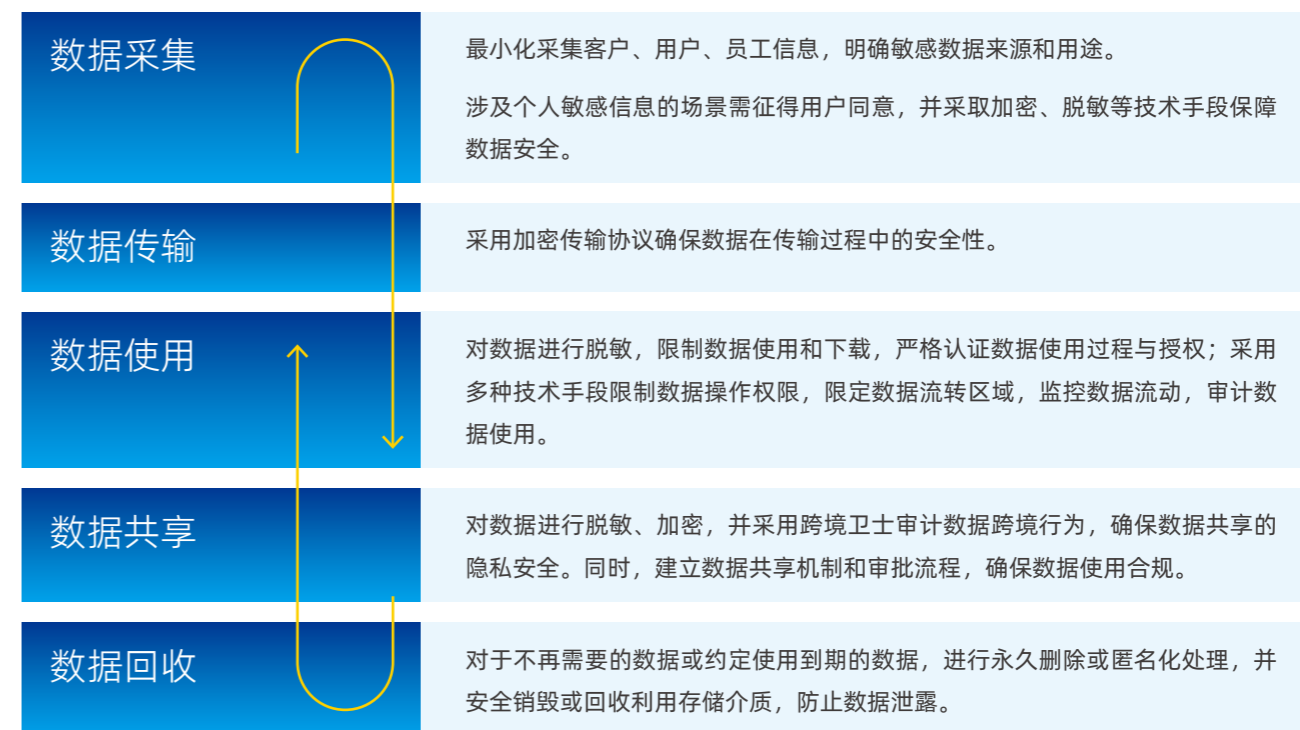 数据采集
最小化采集客户、用户、员工信息，明确敏感数据来源和用途。
涉及个人敏感信息的场景需征得用户同意，并采取加密、脱敏等技术手段保障
数据安全。
数据传输
采用加密传输协议确保数据在传输过程中的安全性。
数据使用
对数据进行脱敏，限制数据使用和下载，严格认证数据使用过程与授权；采用
多种技术手段限制数据操作权限，限定数据流转区域，监控数据流动，审计数
据使用。
数据共享
对数据进行脱敏、加密，并采用跨境卫士审计数据跨境行为，确保数据共享的
隐私安全。同时，建立数据共享机制和审批流程，确保数据使用合规。
数据回收
对于不再需要的数据或约定使用到期的数据，进行永久删除或匿名化处理，并
安全销毁或回收利用存储介质，防止数据泄露。